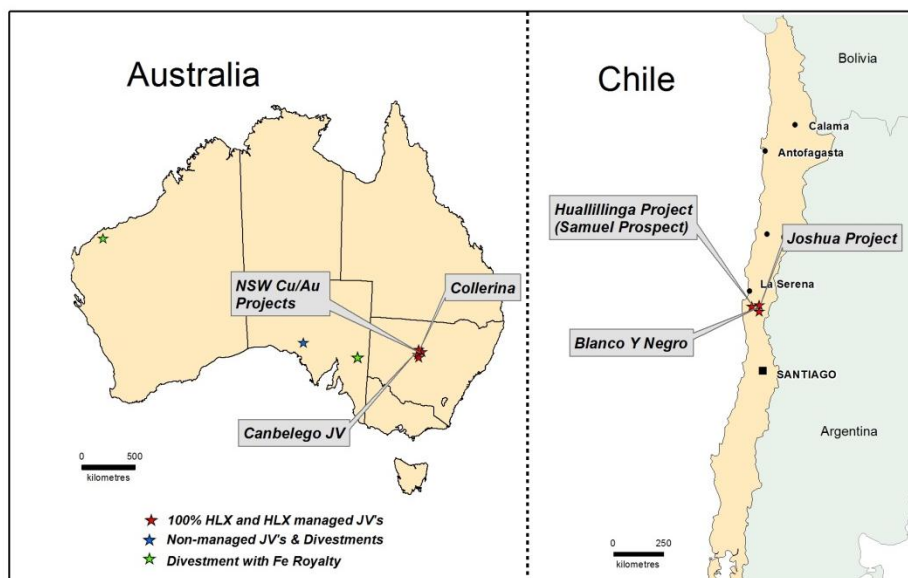 Australia
NSW Cu/Au
Projects
Collerina
Canbelego JV
0 500
kilometres
100% HLX and HLX managed JV's
Non-managed JV's & Divestments
Divestment with Fe Royalty
Chile
Bolivia
Calama
Antofagasta
Huallillinga Project
(Samuel Prospect)
Joshua Project
La Serena
Blanco Y Negro
SANTIAGO
Argentina
0 250
kilometres